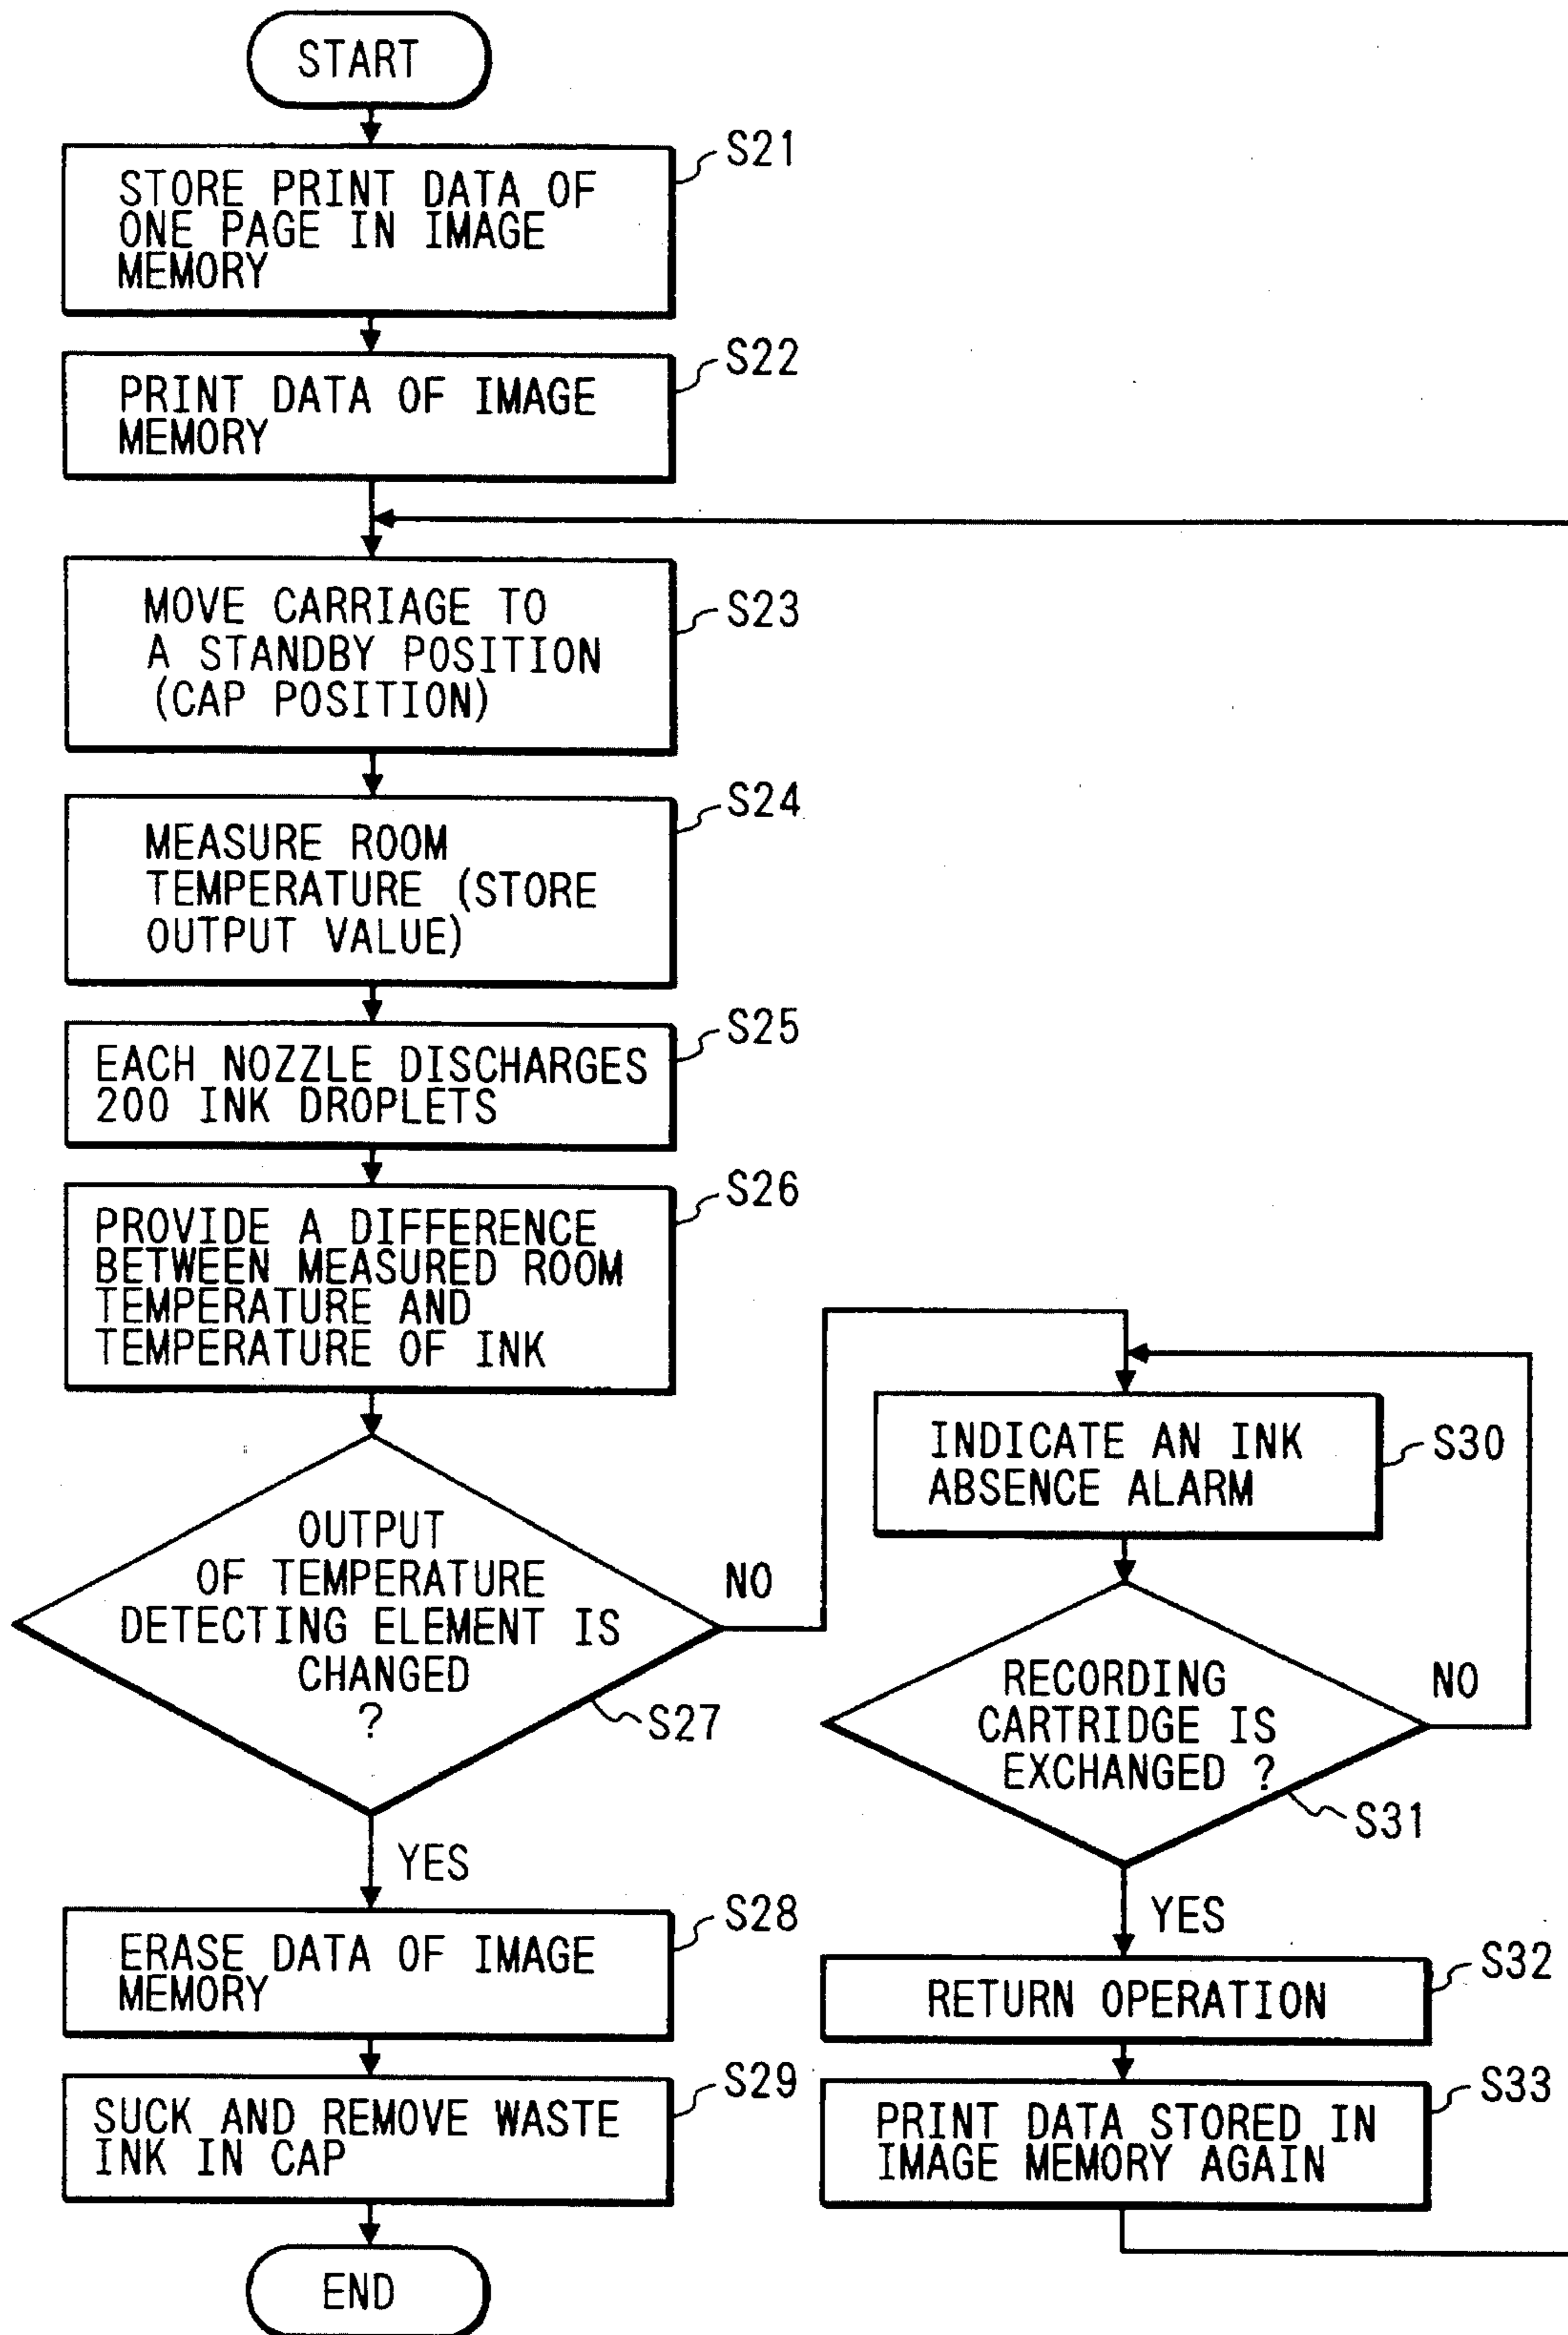 START
S21
STORE PRINT DATA OF
ONE PAGE IN IMAGE
MEMORY
S22
PRINT DATA OF IMAGE
MEMORY
S23
MOVE CARRIAGE TO
A STANDBY POSITION
(CAP POSITION)
S24
MEASURE ROOM
TEMPERATURE (STORE
OUTPUT VALUE)
S25
EACH NOZZLE DISCHARGES
200 INK DROPLETS
S26
PROVIDE A DIFFERENCE
BETWEEN MEASURED ROOM
TEMPERATURE AND
TEMPERATURE OF INK
OUTPUT
OF TEMPERATURE
DETECTING ELEMENT IS
CHANGED
?
S27
NO
YES
S28
ERASE DATA OF IMAGE
MEMORY
S29
SUCK AND REMOVE WASTE
INK IN CAP
END
INDICATE AN INK
ABSENCE ALARM
S30
RECORDING
CARTRIDGE IS
EXCHANGED ?
S31
NO
YES
S32
RETURN OPERATION
S33
PRINT DATA STORED IN
IMAGE MEMORY AGAIN